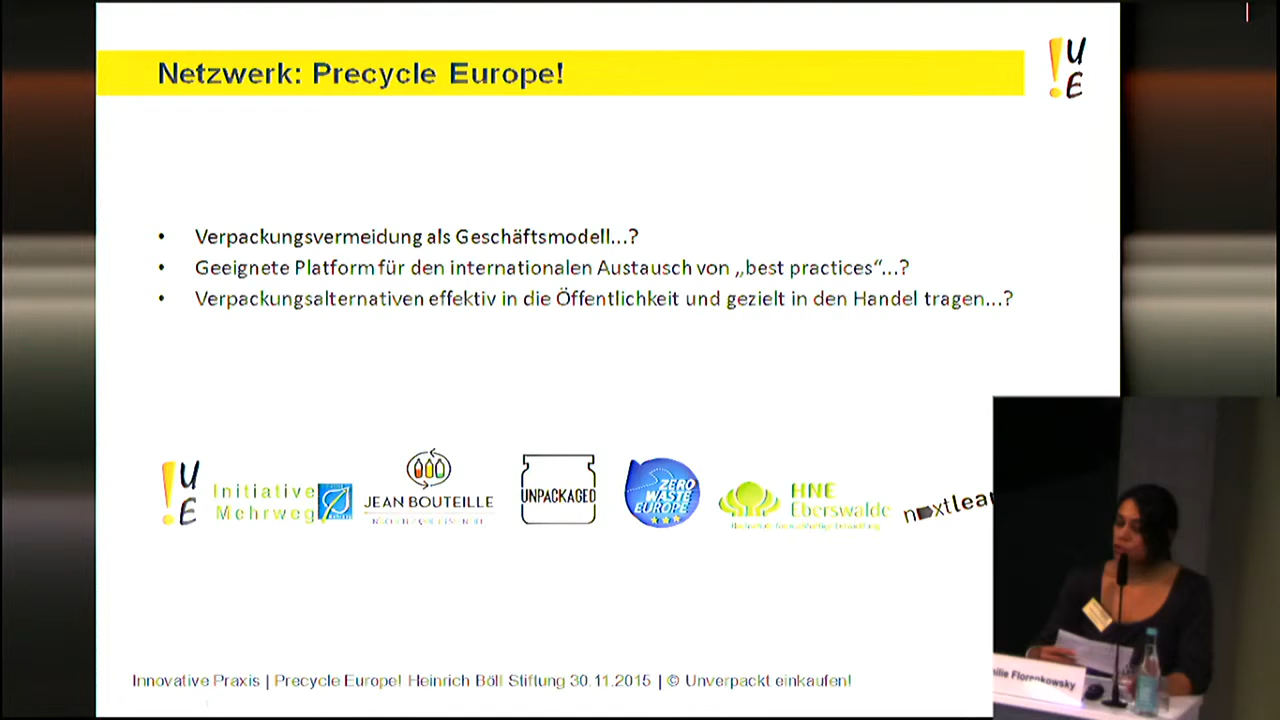 Netzwerk: Precycle Europe!
! U
E
• Verpackungsvermeidung als Geschäftsmodell...?
• Geeignete Platform für den internationalen Austausch von „best practices“...?
• Verpackungsalternativen effektiv in die Öffentlichkeit und gezielt in den Handel tragen...?
! U
E
Initiative
Mehrweg
JEAN BOUTEILLE
UNPACKAGED
ZERO
WASTE
EUROPE
HNE
Eberswalde
nextlear
Innovative Praxis | Precycle Europe! Heinrich Böll Stiftung 30.11.2015 | © Unverpackt einkaufen!